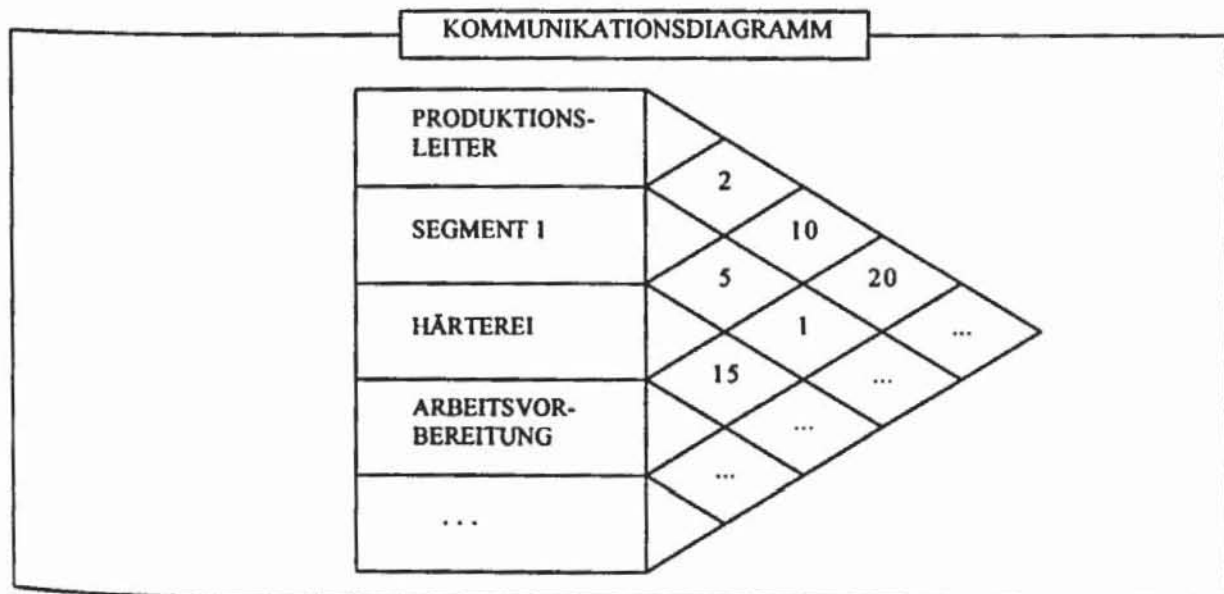 KOMMUNIKATIONSDIAGRAMM
PRODUKTIONS-
LEITER
2
SEGMENT 1
10
5
20
HÄRTEREI
1
...
15
...
ARBEITSVOR-
BEREITUNG
...
...
...